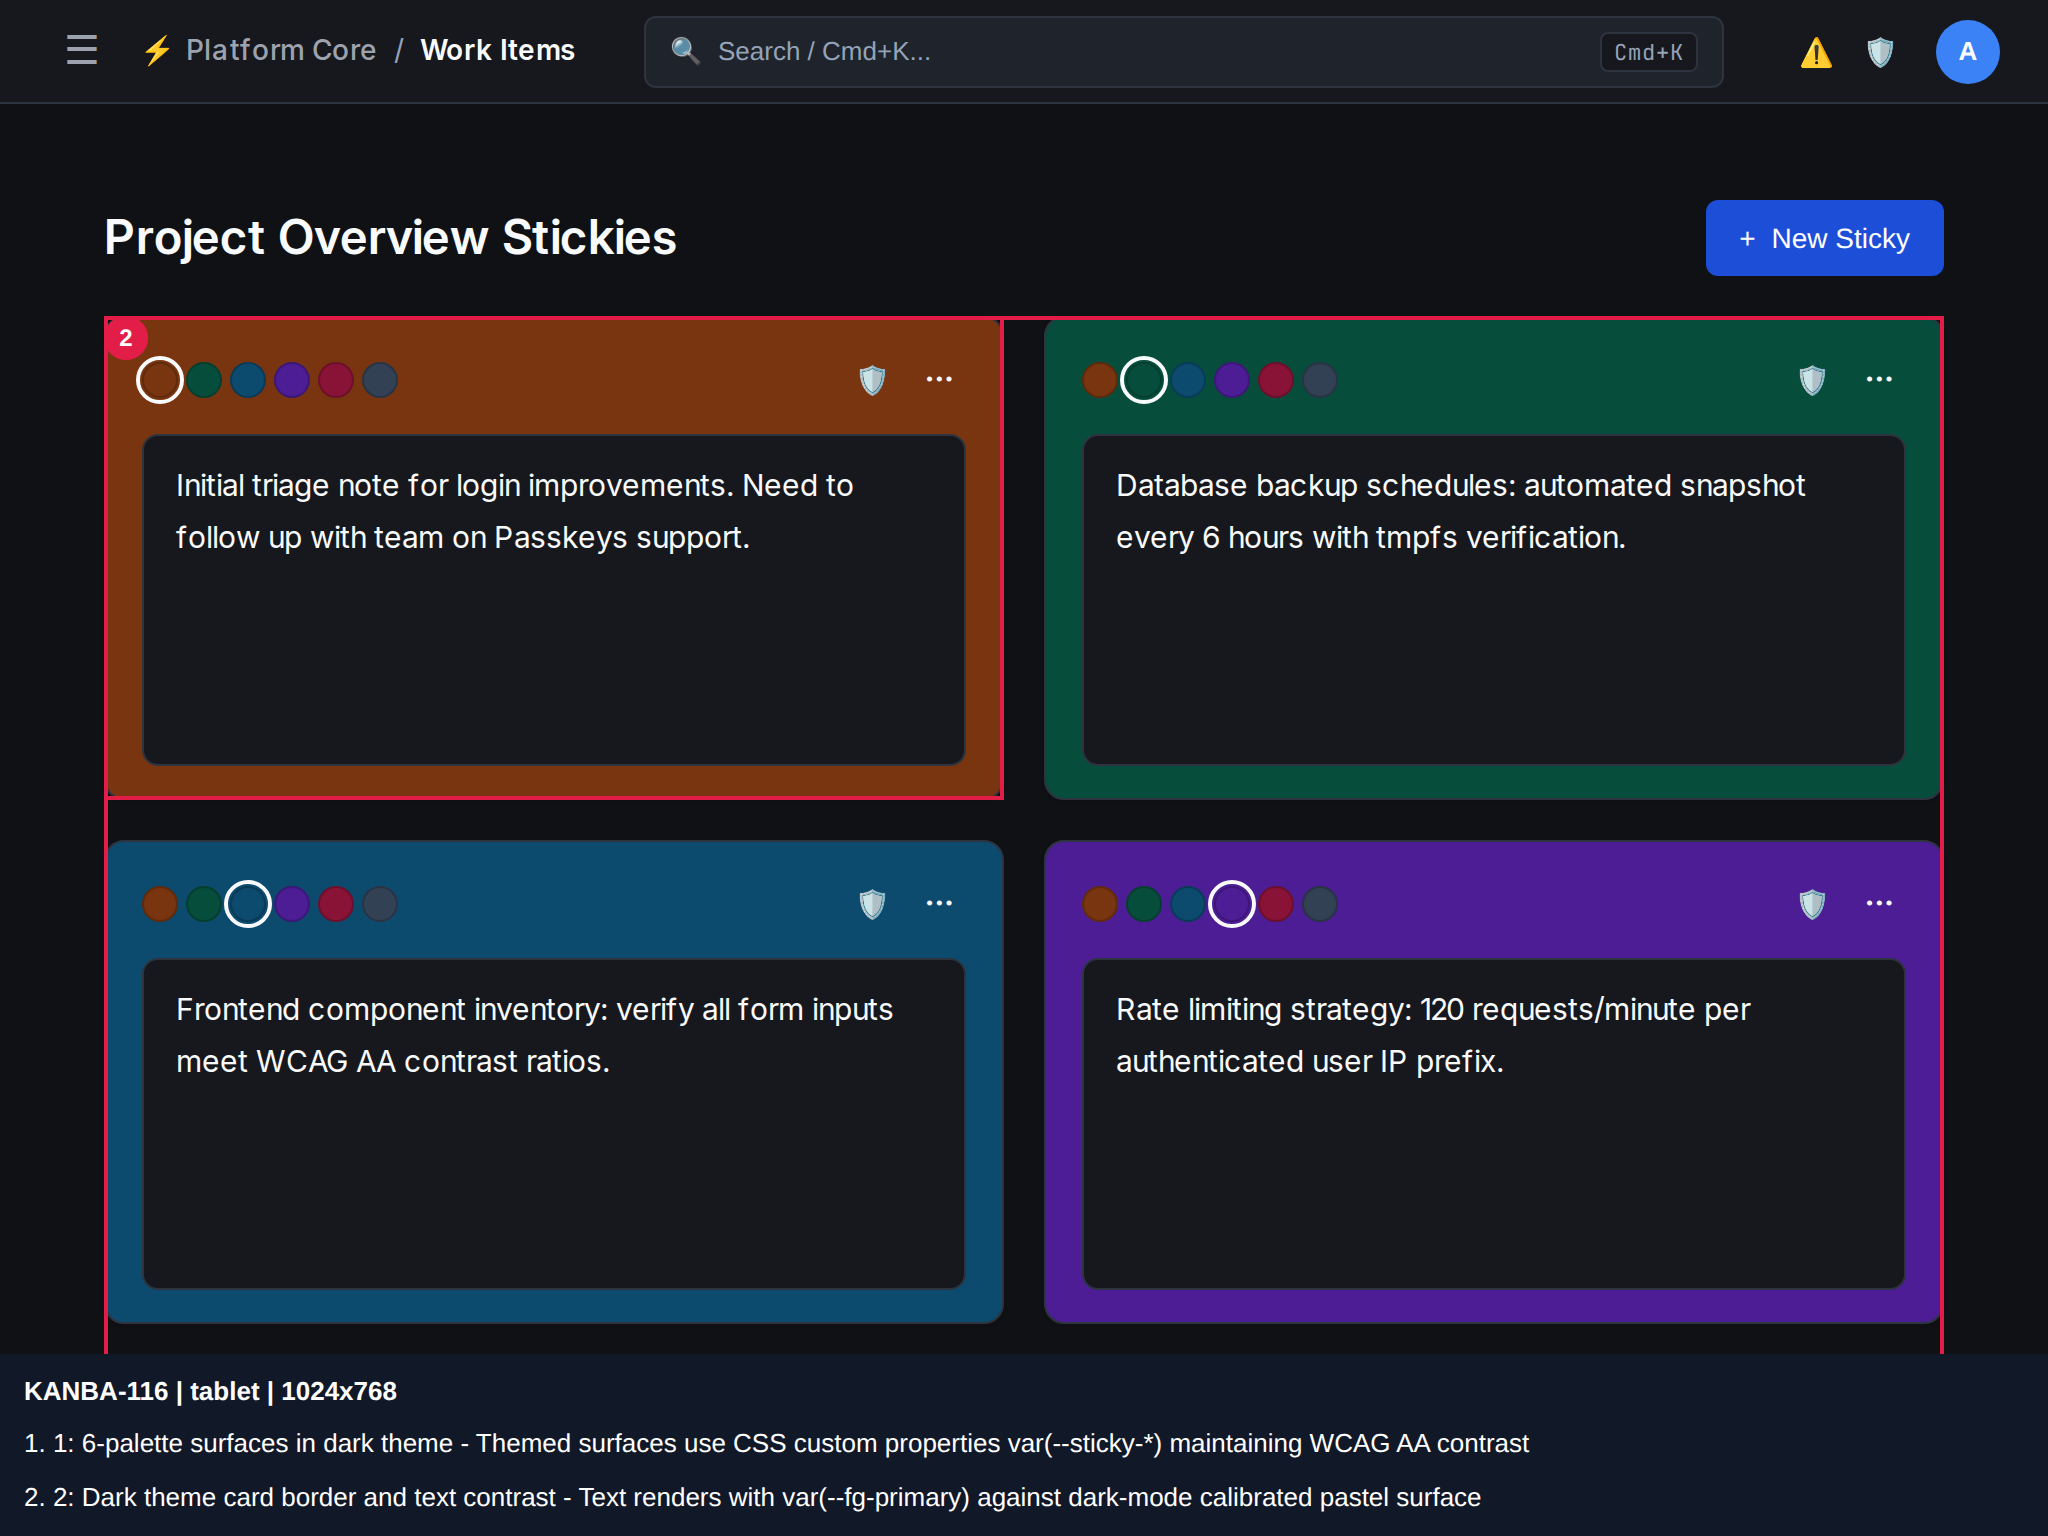 Platform Core / Work Items
Search / Cmd+K...
Cmd+K
A
Project Overview Stickies
+ New Sticky
2
Initial triage note for login improvements. Need to
follow up with team on Passkeys support.
Database backup schedules: automated snapshot
every 6 hours with tmpfs verification.
Frontend component inventory: verify all form inputs
meet WCAG AA contrast ratios.
Rate limiting strategy: 120 requests/minute per
authenticated user IP prefix.
KANBA-116 | tablet | 1024x768
1. 1: 6-palette surfaces in dark theme - Themed surfaces use CSS custom properties var(--sticky-*) maintaining WCAG AA contrast
2. 2: Dark theme card border and text contrast - Text renders with var(--fg-primary) against dark-mode calibrated pastel surface